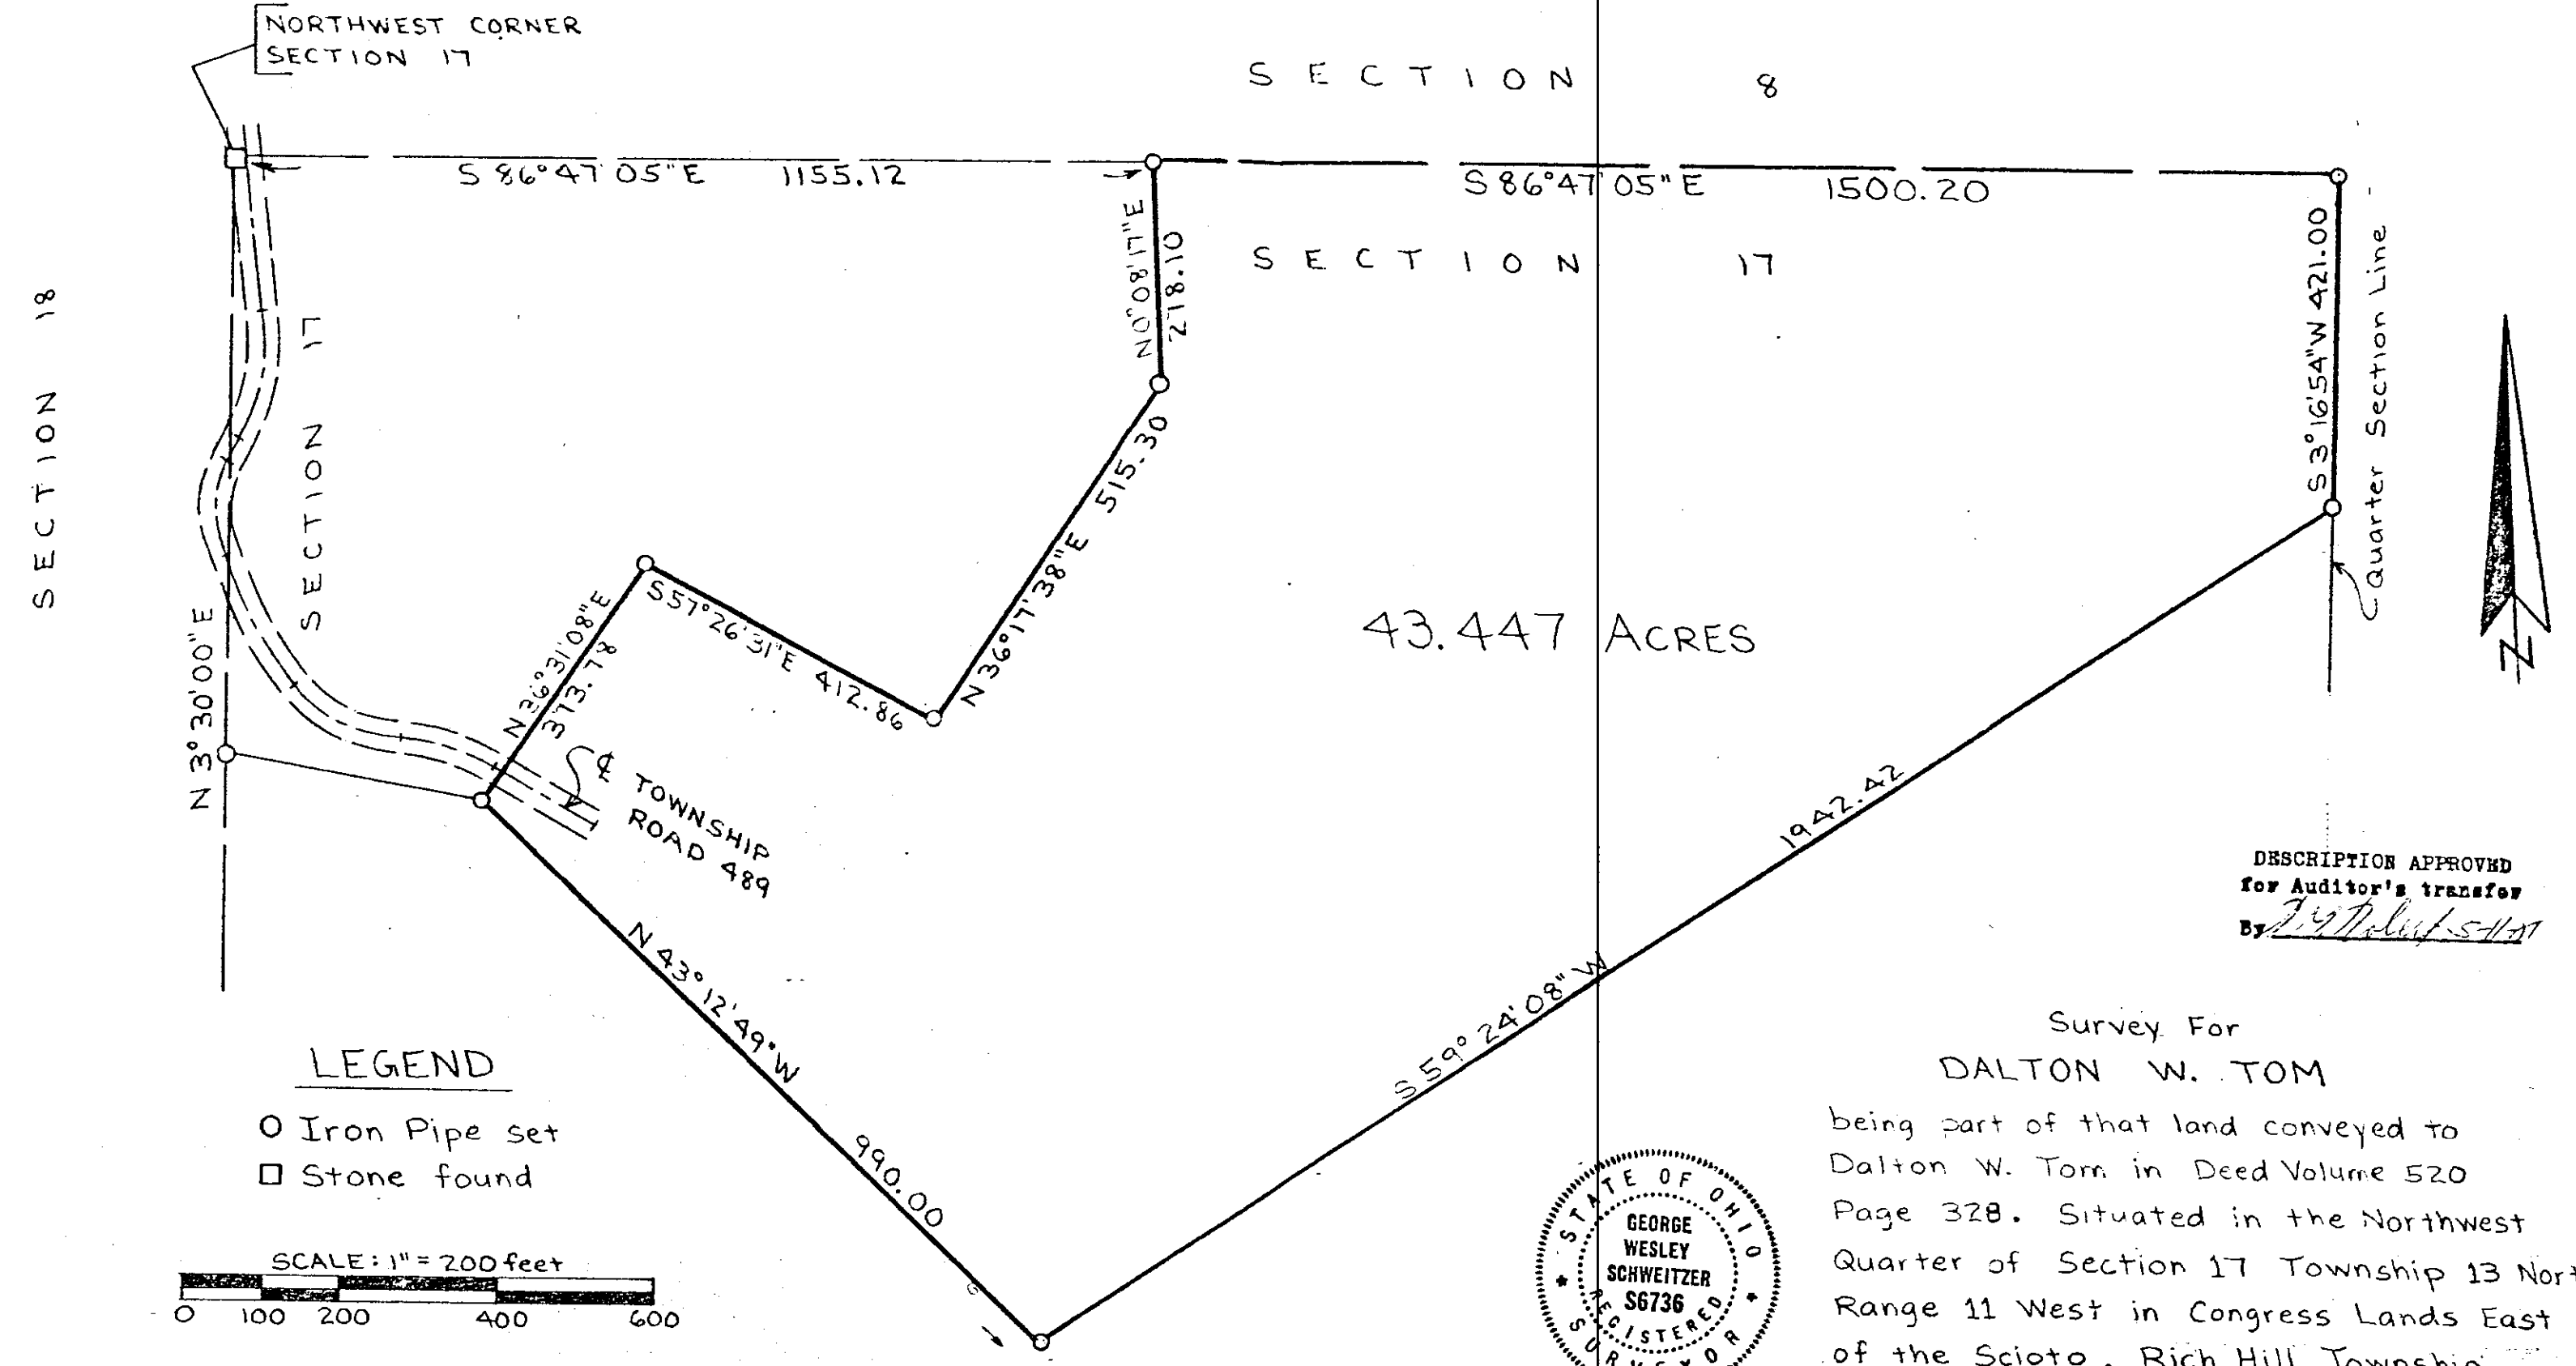 NORTHWEST CORNER
SECTION 17
SECTION 8
S 86°47'05"E 1155.12
S 86°47'05"E 1500.20
SECTION 17
SECTION 18
SECTION 17
N 0°08'17"E
218.10
S 3°16'54"W 421.00
Quarter Section Line
N 36°17'38"E 515.30
S 57°26'31"E 412.86
N 36°31'08"E
373.78
N 3°30'00"E
43.447 ACRES
℄ TOWNSHIP
ROAD 489
1942.42
S 59°24'08"W
N 43°12'49"W
990.00
N
DESCRIPTION APPROVED
for Auditor's transfer
By
LEGEND
O Iron Pipe set
□ Stone found
SCALE: 1" = 200 feet
0 100 200 400 600
Survey For
DALTON W. TOM
being part of that land conveyed to
Dalton W. Tom in Deed Volume 520
Page 328. Situated in the Northwest
Quarter of Section 17 Township 13 Nort
Range 11 West in Congress Lands East
of the Scioto, Rich Hill Township
STATE OF OHIO
GEORGE
WESLEY
SCHWEITZER
S6736
REGISTERED
SURVEYOR